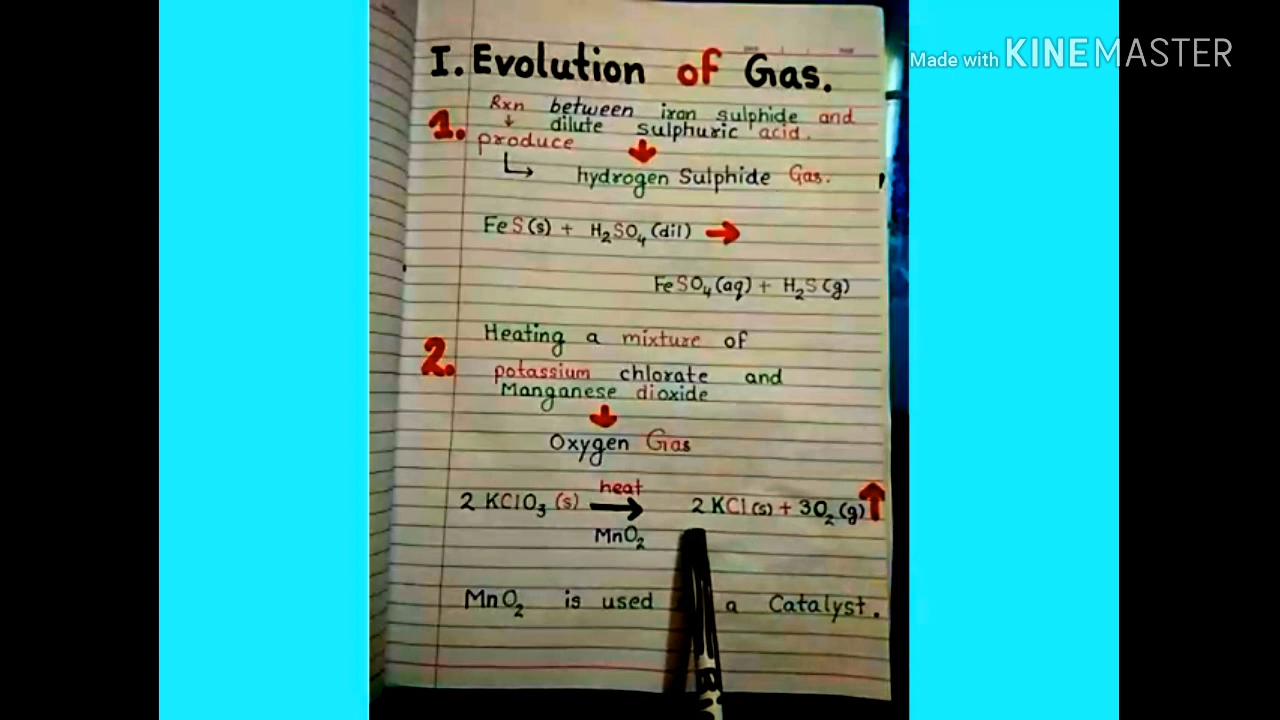 Made with KINEMASTER
I. Evolution of Gas.
1. Rxn between iron sulphide and
↓ dilute sulphuric acid.
produce
hydrogen Sulphide Gas.
FeS(s) + H₂SO₄(dil) →
FeSO₄(aq) + H₂S(g)
2. Heating a mixture of
potassium chlorate and
Manganese dioxide
Oxygen Gas
heat
2 KClO₃(s) → 2 KCl(s) + 3O₂(g)↑
MnO₂
MnO₂ is used a Catalyst.